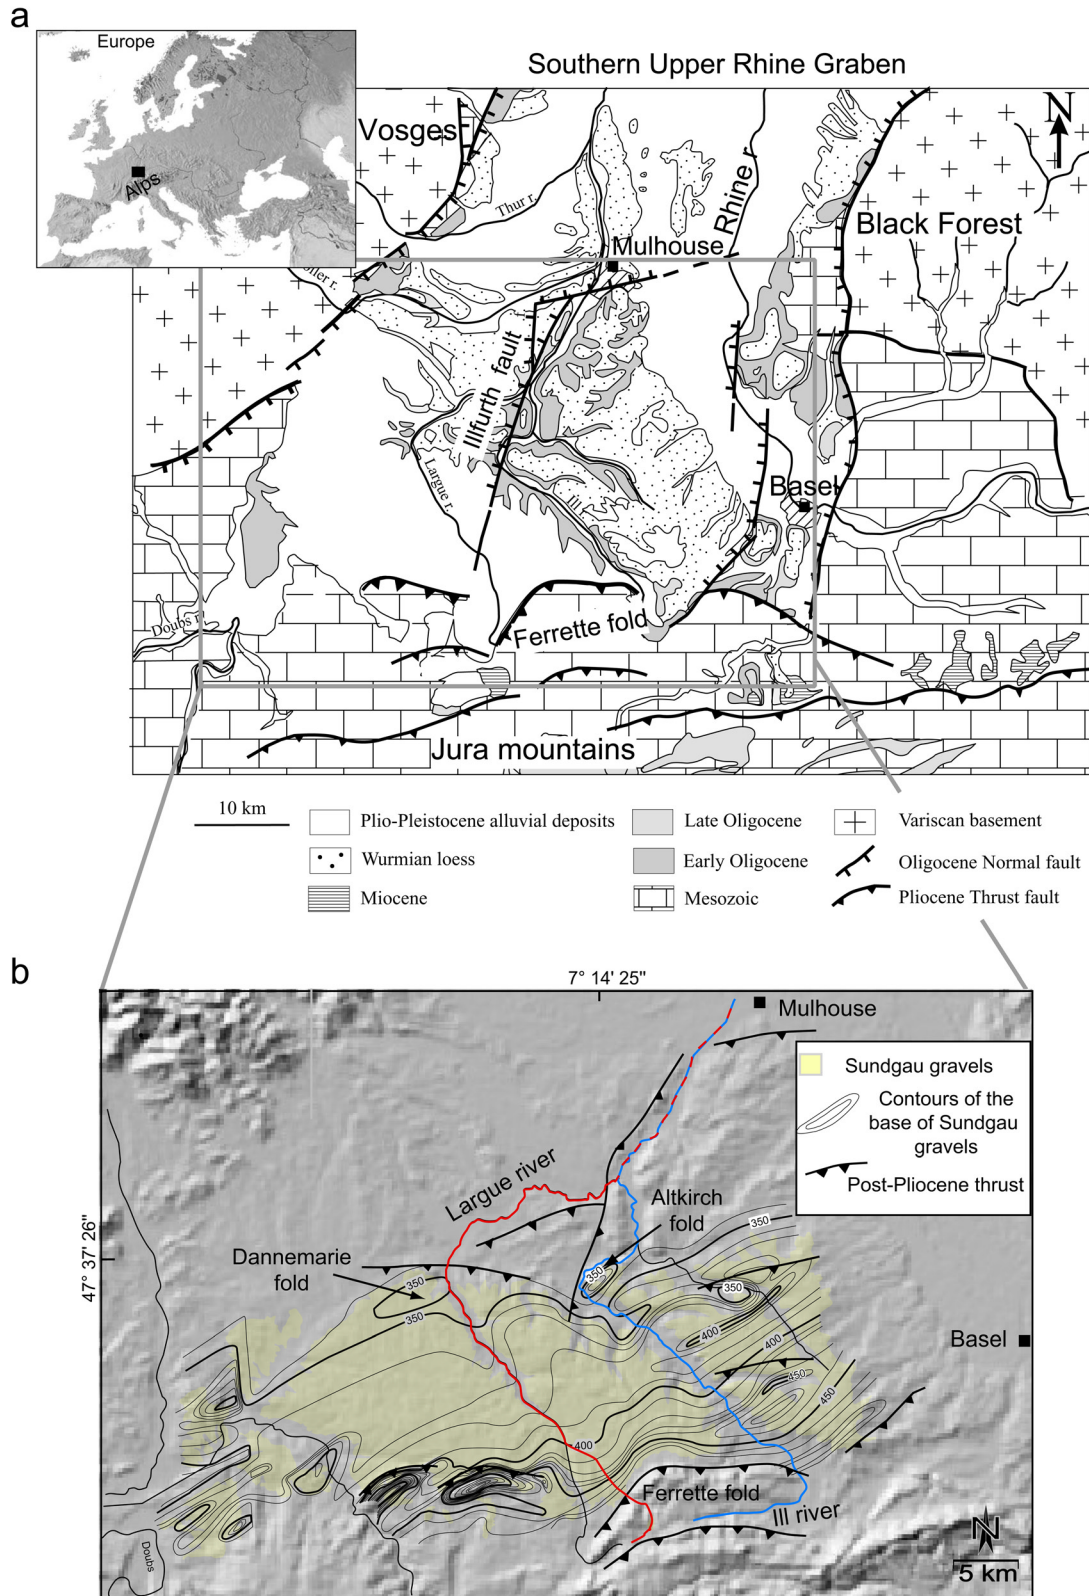 a
Europe
Alps
Southern Upper Rhine Graben
N
Vosges
Thur r.
Rhine r.
Black Forest
Mulhouse
ller r.
Illfurth fault
Largue r.
Ill r.
Basel
Doubs r.
Ferrette fold
Jura mountains
10 km
Plio-Pleistocene alluvial deposits
Wurmian loess
Miocene
Late Oligocene
Early Oligocene
Mesozoic
Variscan basement
Oligocene Normal fault
Pliocene Thrust fault
b
7° 14' 25"
47° 37' 26"
Mulhouse
Sundgau gravels
Contours of the
base of Sundgau
gravels
Post-Pliocene thrust
Largue river
Altkirch
fold
Dannemarie
fold
350
350
350
350
350
400
400
450
450
400
Basel
Ferrette fold
Ill river
Doubs
N
5 km